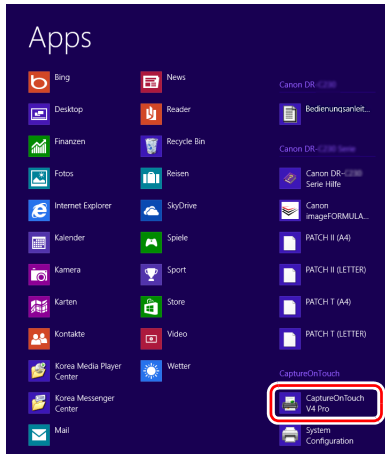 Apps
Bing
Desktop
Finanzen
Fotos
Internet Explorer
Kalender
Kamera
Karten
Kontakte
Korea Media Player
Center
Korea Messenger
Center
Mail
News
Reader
Recycle Bin
Reisen
SkyDrive
Spiele
Sport
Store
Video
Wetter
Canon DR-
Bedienungsanleit...
Canon DR-
Canon DR-
Serie Hilfe
Canon
imageFORMULA...
PATCH II (A4)
PATCH II (LETTER)
PATCH T (A4)
PATCH T (LETTER)
CaptureOnTouch
CaptureOnTouch
V4 Pro
System
Configuration